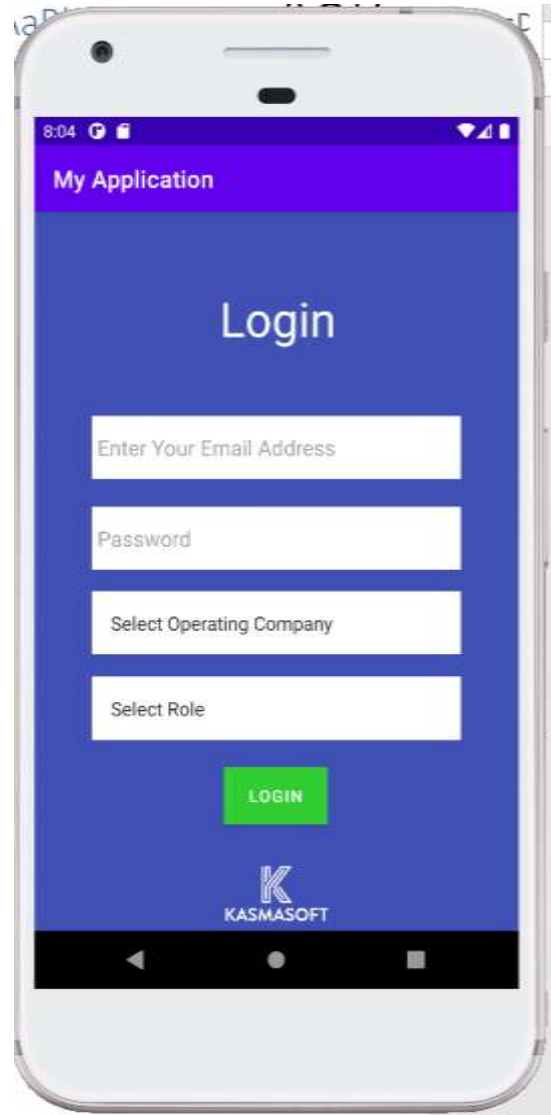 8:04
My Application
Login
Enter Your Email Address
Password
Select Operating Company
Select Role
LOGIN
K
KASMASOFT